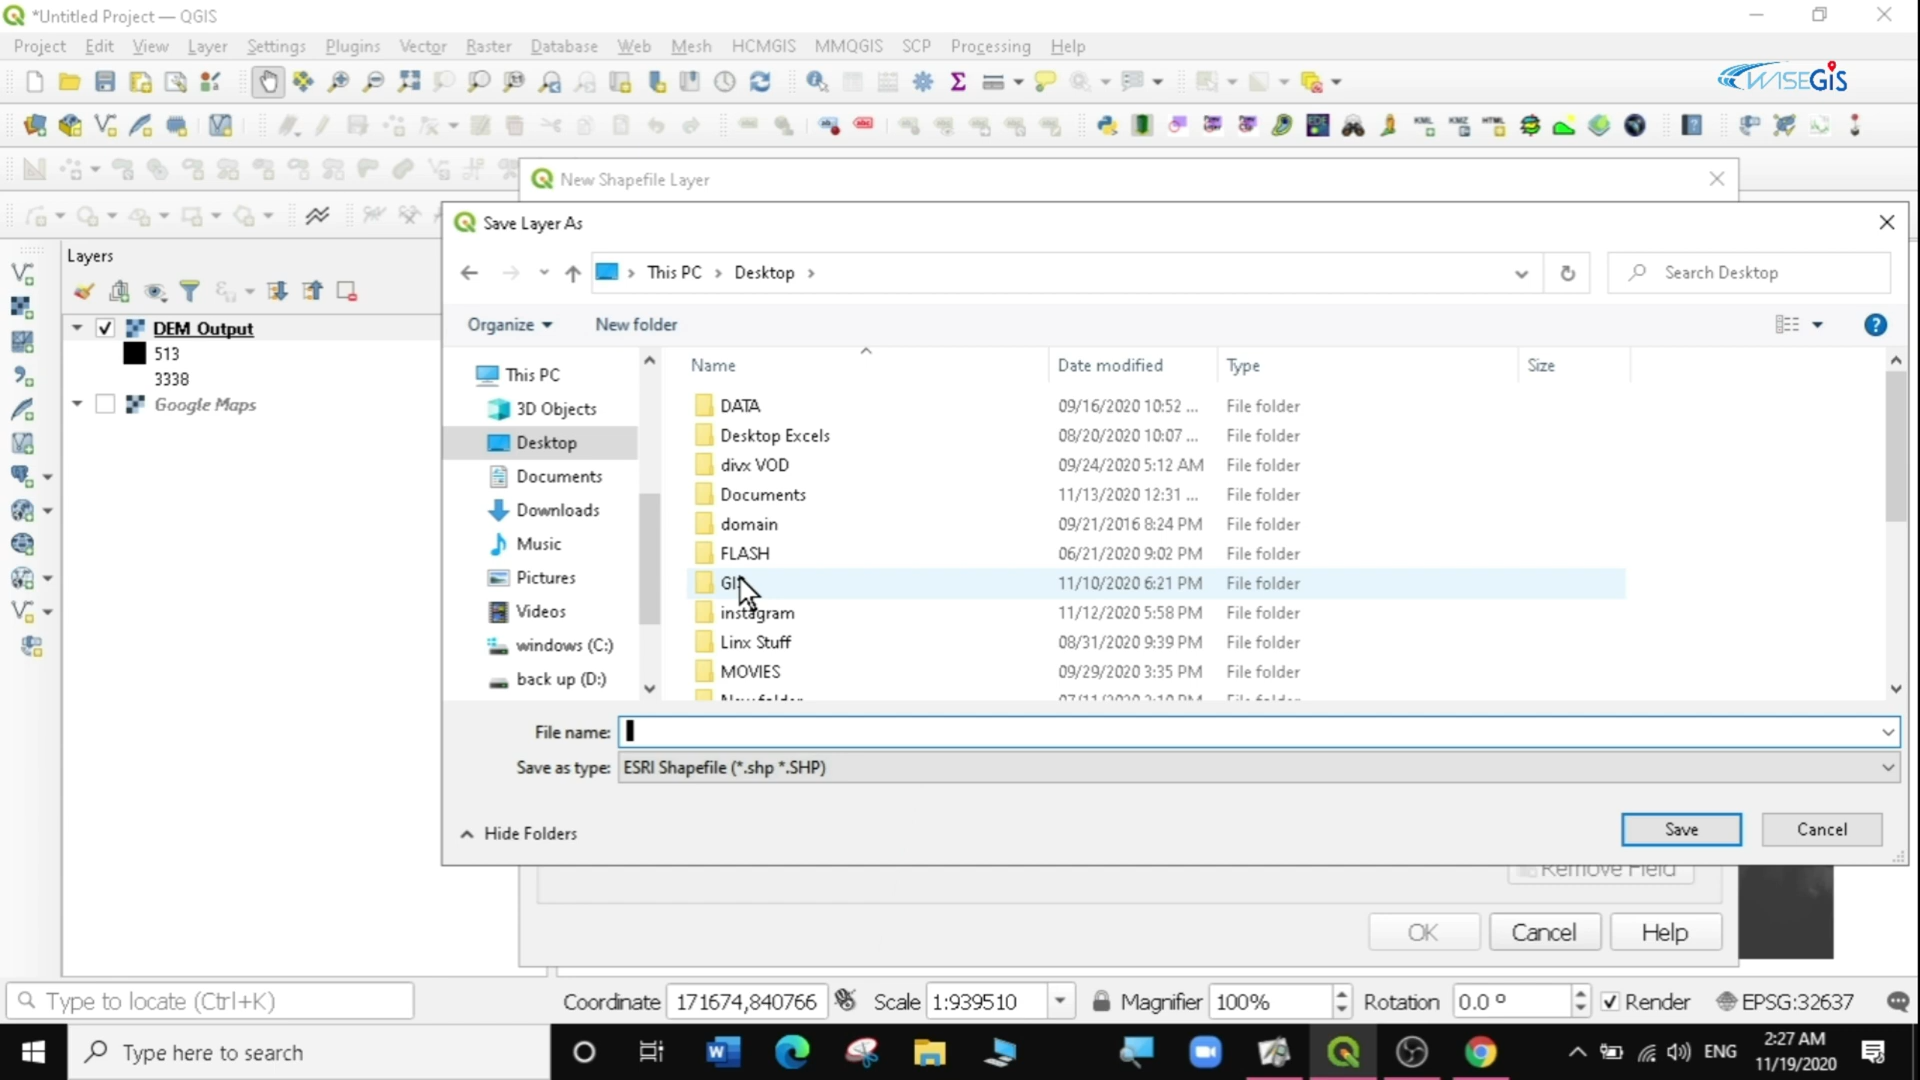 *Untitled Project — QGIS
Project Edit View Layer Settings Plugins Vector Raster Database Web Mesh HCMGIS MMQGIS SCP Processing Help
WISEGIS
New Shapefile Layer
Save Layer As
This PC > Desktop >
Search Desktop
Organize
New folder
Layers
DEM_Output
513
3338
Google Maps
This PC
3D Objects
Desktop
Documents
Downloads
Music
Pictures
Videos
windows (C:)
back up (D:)
Name Date modified Type Size
DATA 09/16/2020 10:52 ... File folder
Desktop Excels 08/20/2020 10:07 ... File folder
divx VOD 09/24/2020 5:12 AM File folder
Documents 11/13/2020 12:31 ... File folder
domain 09/21/2016 8:24 PM File folder
FLASH 06/21/2020 9:02 PM File folder
11/10/2020 6:21 PM File folder
instagram 11/12/2020 5:58 PM File folder
Linx Stuff 08/31/2020 9:39 PM File folder
MOVIES 09/29/2020 3:35 PM File folder
File name:
Save as type: ESRI Shapefile (*.shp *.SHP)
Hide Folders
Save Cancel
Remove Field
OK Cancel Help
Type to locate (Ctrl+K)
Coordinate 171674,840766 Scale 1:939510 Magnifier 100% Rotation 0.0 ° Render EPSG:32637
Type here to search
ENG
2:27 AM
11/19/2020